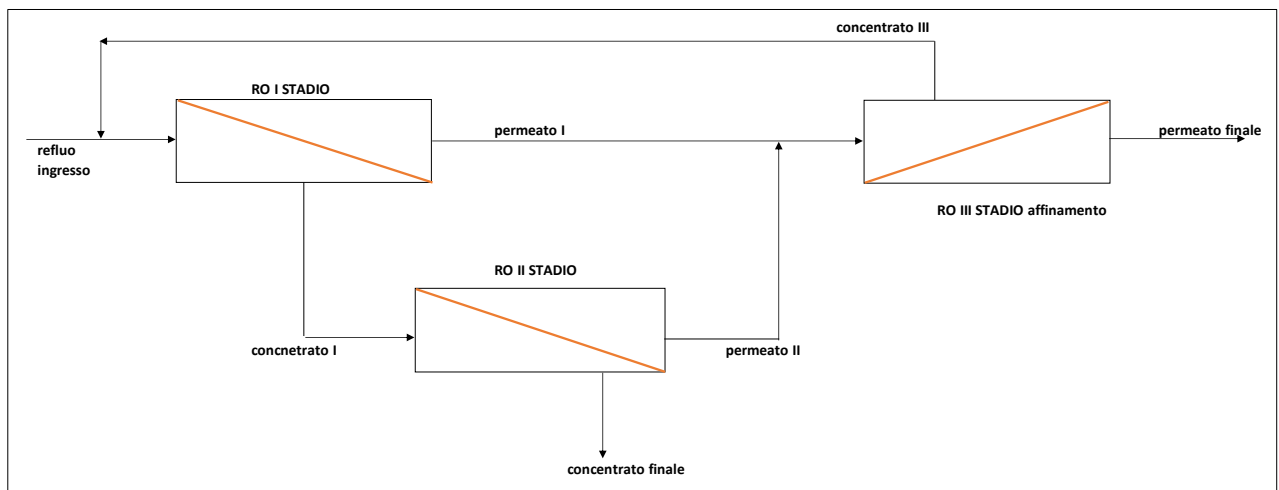 concentrato III
RO I STADIO
permeato I
permeato finale
refluo
ingresso
RO III STADIO affinamento
RO II STADIO
concnetrato I
permeato II
concentrato finale